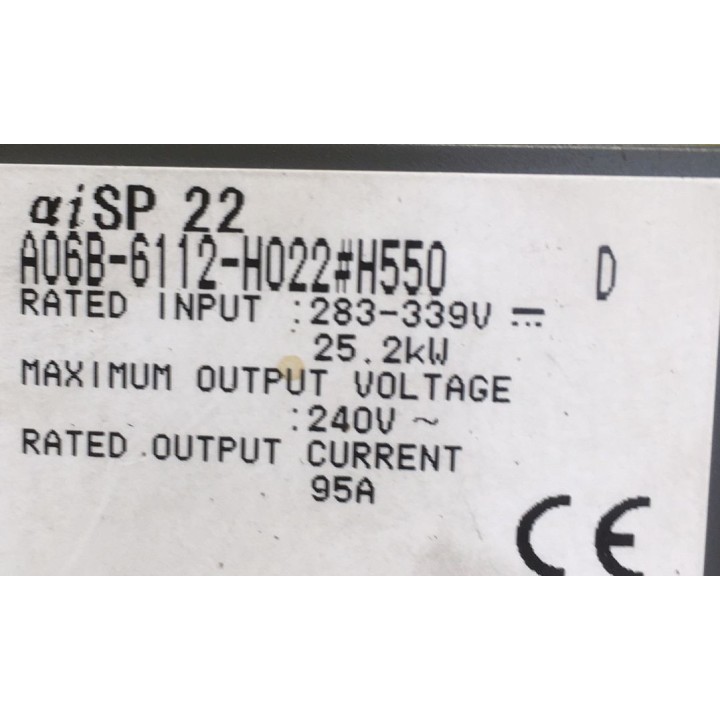 αiSP 22
A06B-6112-H022#H550 D
RATED INPUT :283-339V ⎓
25.2kW
MAXIMUM OUTPUT VOLTAGE
:240V ~
RATED OUTPUT CURRENT
95A
CE